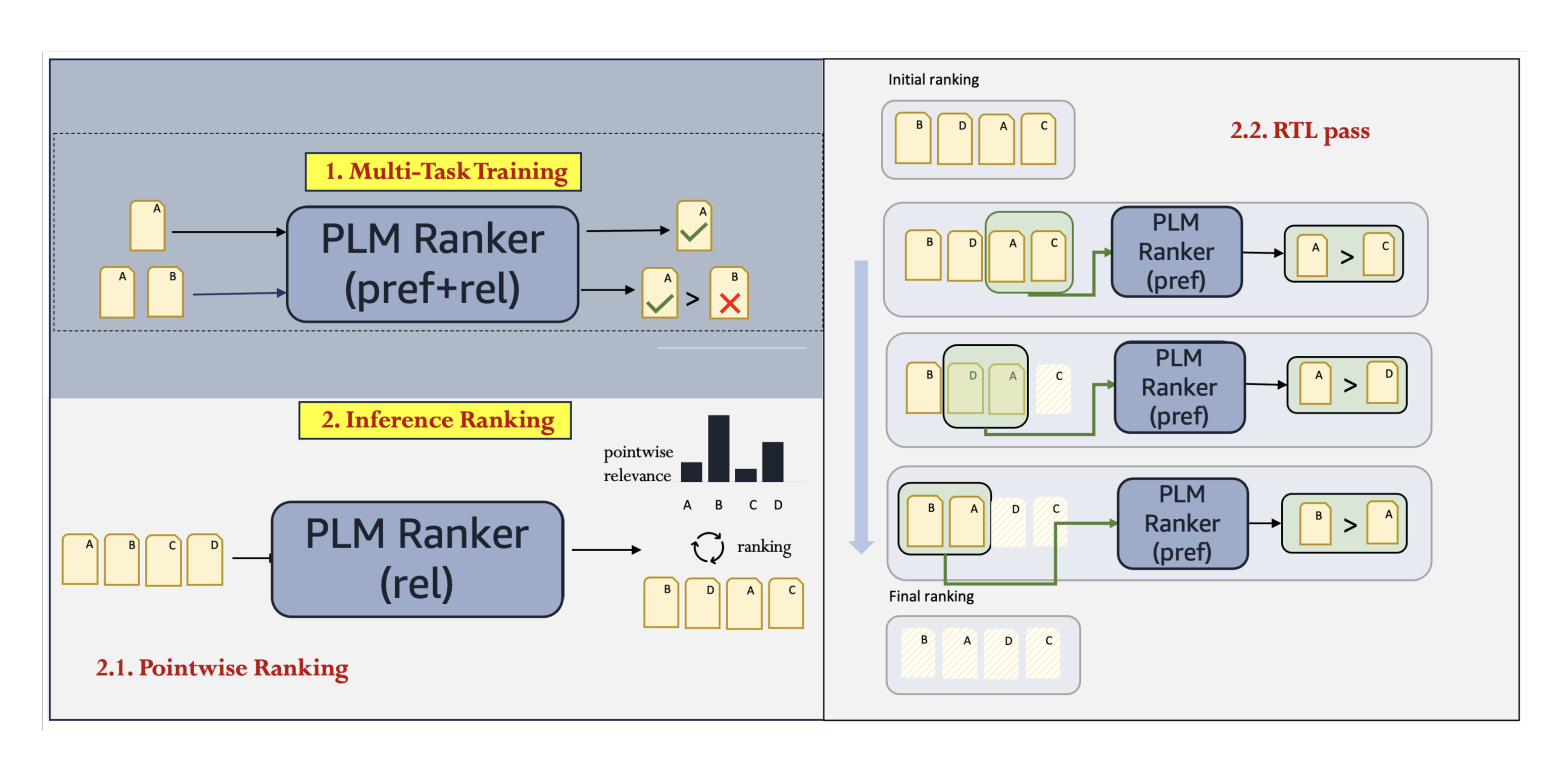 1. Multi-Task Training
A
A B
PLM Ranker
(pref+rel)
A
A > B
2. Inference Ranking
A B C D
PLM Ranker
(rel)
pointwise
relevance
A B C D
ranking
B D A C
2.1. Pointwise Ranking
Initial ranking
B D A C
2.2. RTL pass
B D A C
PLM
Ranker
(pref)
A > C
B D A C
PLM
Ranker
(pref)
A > D
B A D C
PLM
Ranker
(pref)
B > A
Final ranking
B A D C